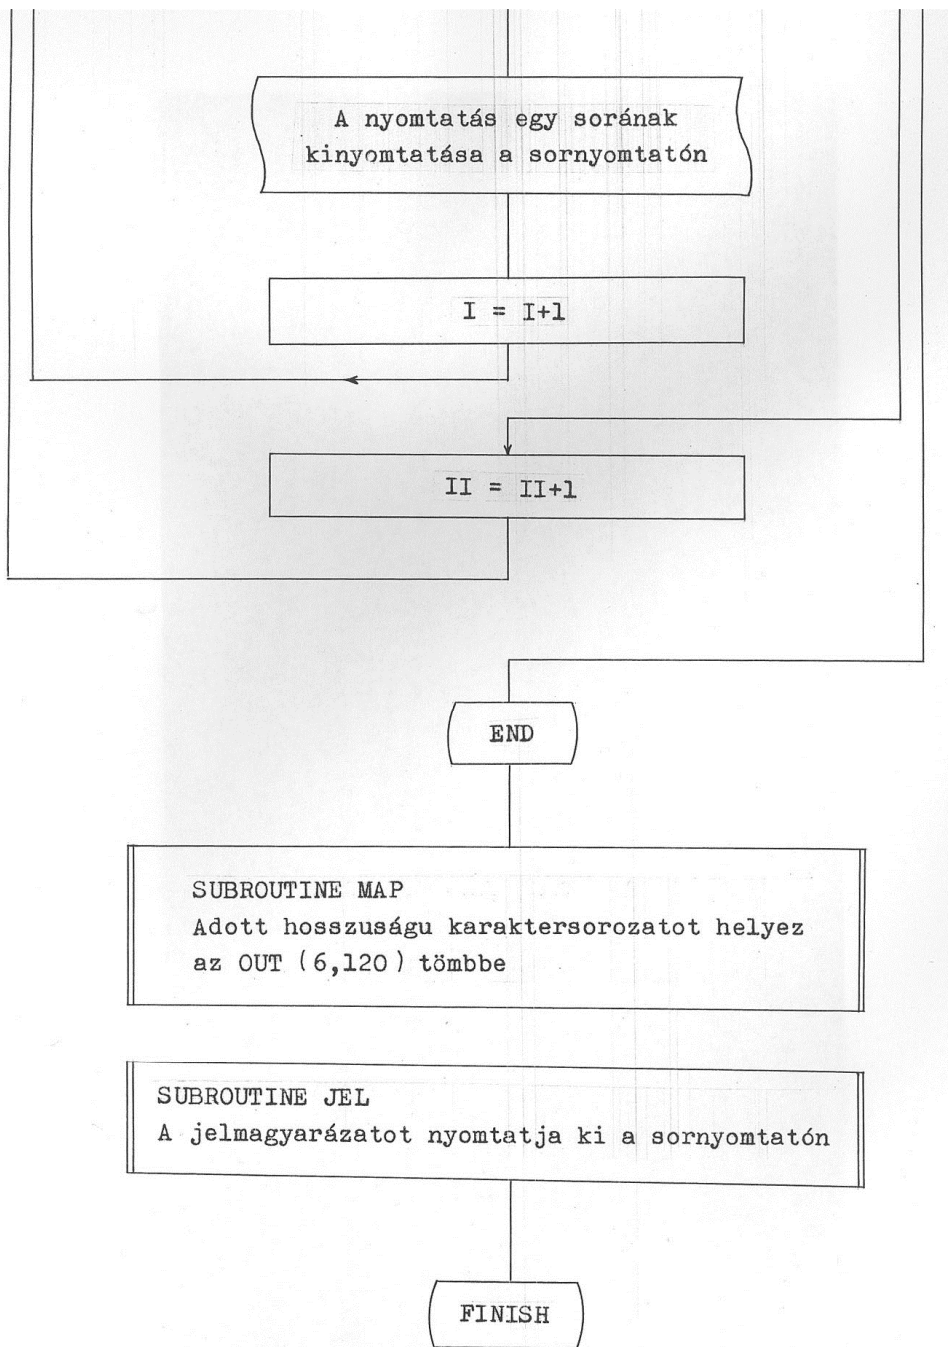 A nyomtatás egy sorának
kinyomtatása a sornyomtatón
I = I+1
II = II+1
END
SUBROUTINE MAP
Adott hosszuságu karaktersorozatot helyez
az OUT (6,120) tömbbe
SUBROUTINE JEL
A jelmagyarázatot nyomtatja ki a sornyomtatón
FINISH